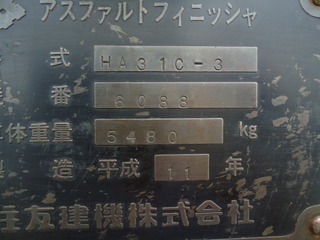 アスファルトフィニッシャ
式 HA31C-3
番 6088
体重量 5480 kg
造 平成 11 年
住友建機株式会社